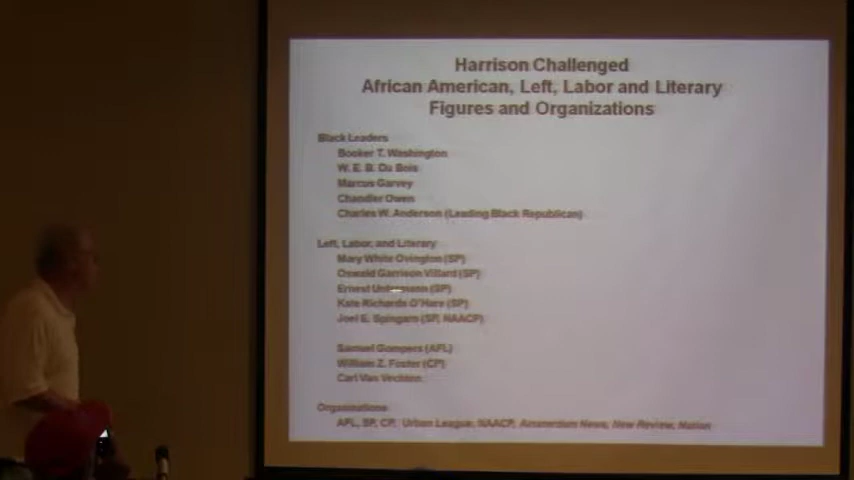 Harrison Challenged
African American, Left, Labor and Literary
Figures and Organizations
Black Leaders
Booker T. Washington
W. E. B. Du Bois
Marcus Garvey
Chandler Owen
Charles W. Anderson (Leading Black Republican)
Left, Labor, and Literary
Mary White Ovington (SP)
Oswald Garrison Villard (SP)
Ernest (SP)
Kate Richards O'Hare (SP)
Joel E. Spingarn (SP, NAACP)
Samuel Gompers (AFL)
William Z. Foster (CP)
Carl Van Vechten
Organizations
AFL, SP, CP, Urban League, NAACP, Amsterdam News, New Review, Nation